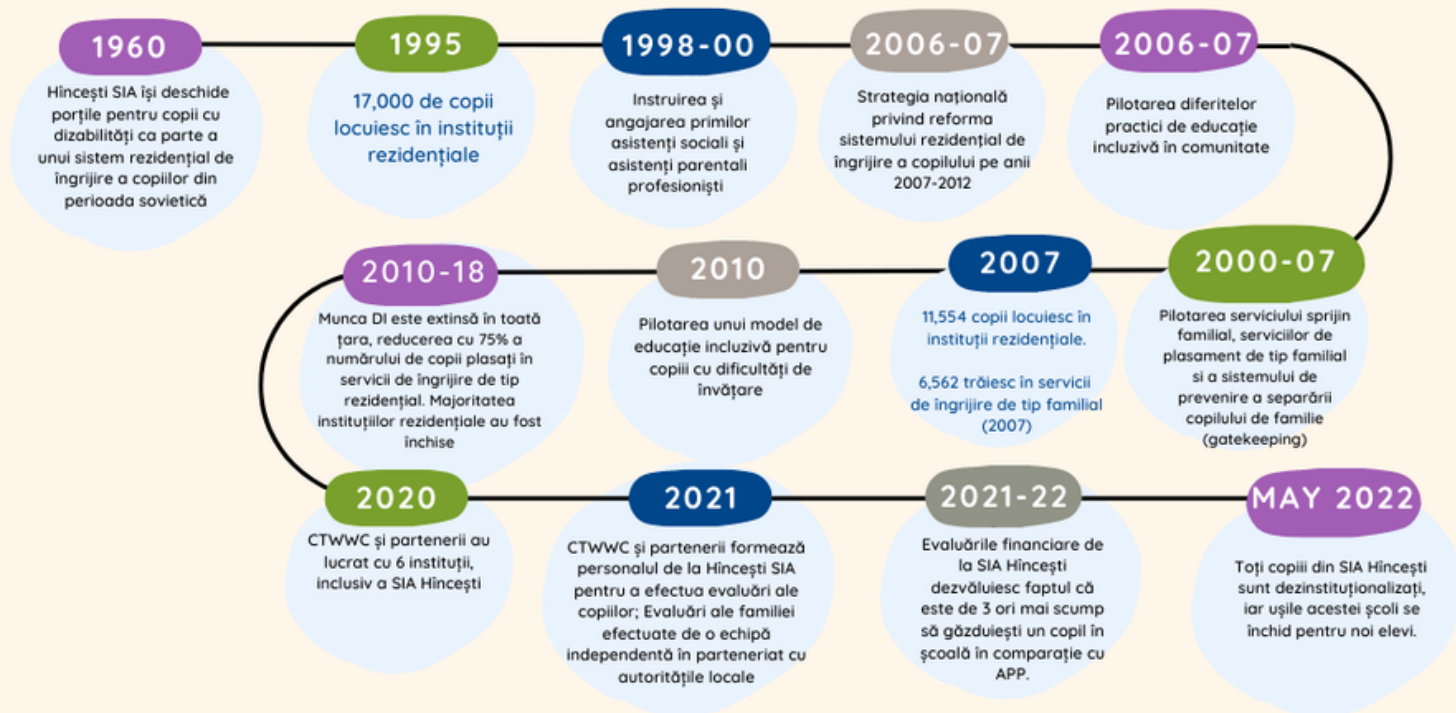 1960
Hîncești SIA își deschide
porțile pentru copii cu
dizabilități ca parte a
unui sistem rezidențial de
îngrijire a copiilor din
perioada sovietică
1995
17,000 de copii
locuiesc în instituții
rezidențiale
1998-00
Instruirea și
angajarea primilor
asistenți sociali și
asistenți parentali
profesioniști
2006-07
Strategia națională
privind reforma
sistemului rezidențial de
îngrijire a copilului pe anii
2007-2012
2006-07
Pilotarea diferitelor
practici de educație
incluzivă în comunitate
2000-07
Pilotarea serviciului sprijin
familial, serviciilor de
plasament de tip familial
si a sistemului de
prevenire a separării
copilului de familie
(gatekeeping)
2007
11,554 copii locuiesc în
instituții rezidențiale.
6,562 trăiesc în servicii
de îngrijire de tip familial
(2007)
2010
Pilotarea unui model de
educație incluzivă pentru
copiii cu dificultăți de
învățare
2010-18
Munca DI este extinsă în toată
țara, reducerea cu 75% a
numărului de copii plasați în
servicii de îngrijire de tip
rezidențial. Majoritatea
instituțiilor rezidențiale au fost
închise
2020
CTWWC și partenerii au
lucrat cu 6 instituții,
inclusiv a SIA Hîncești
2021
CTWWC și partenerii formează
personalul de la Hîncești SIA
pentru a efectua evaluări ale
copiilor; Evaluări ale familiei
efectuate de o echipă
independentă în parteneriat cu
autoritățile locale
2021-22
Evaluările financiare de
la SIA Hîncești
dezvăluiesc faptul că
este de 3 ori mai scump
să găzduiești un copil în
școală în comparație cu
APP.
MAY 2022
Toți copiii din SIA Hîncești
sunt dezinstituționalizați,
iar ușile acestei școli se
închid pentru noi elevi.